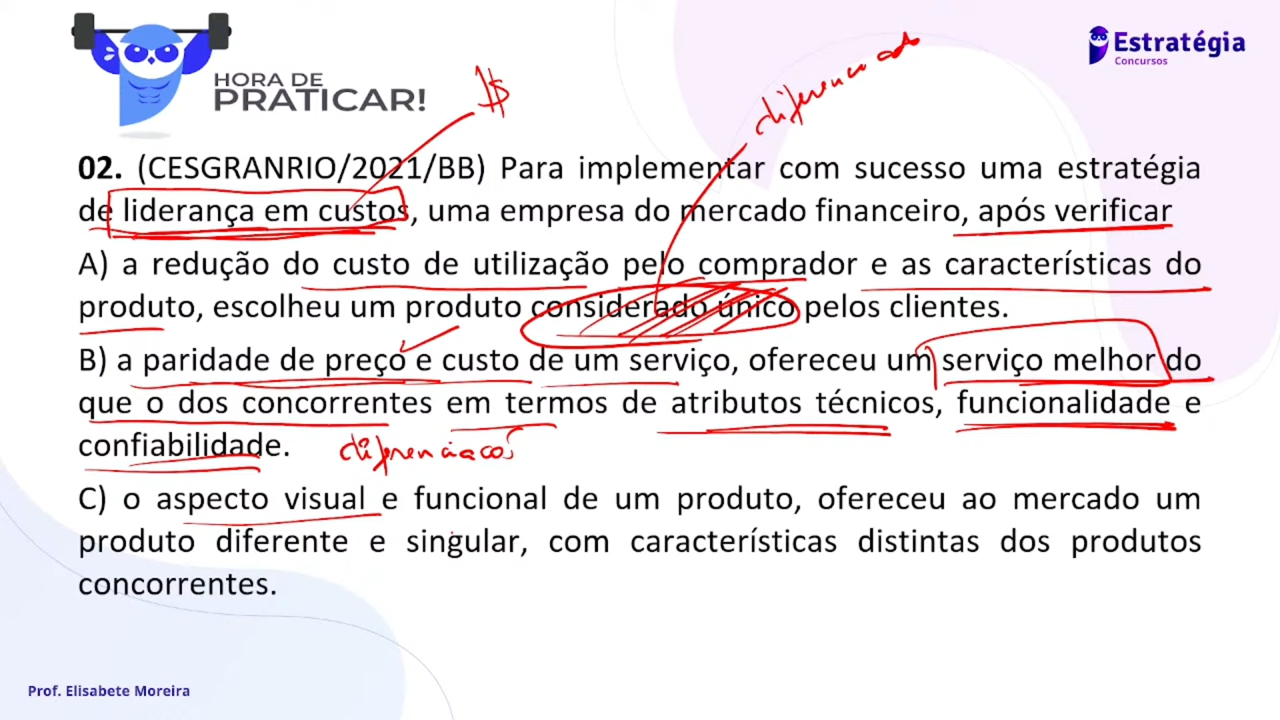 HORA DE
PRATICAR!
Estratégia
Concursos
$
diferenciado
02. (CESGRANRIO/2021/BB) Para implementar com sucesso uma estratégia
de liderança em custos, uma empresa do mercado financeiro, após verificar
A) a redução do custo de utilização pelo comprador e as características do
produto, escolheu um produto considerado único pelos clientes.
B) a paridade de preço e custo de um serviço, ofereceu um serviço melhor do
que o dos concorrentes em termos de atributos técnicos, funcionalidade e
confiabilidade.
C) o aspecto visual e funcional de um produto, ofereceu ao mercado um
produto diferente e singular, com características distintas dos produtos
concorrentes.
Prof. Elisabete Moreira